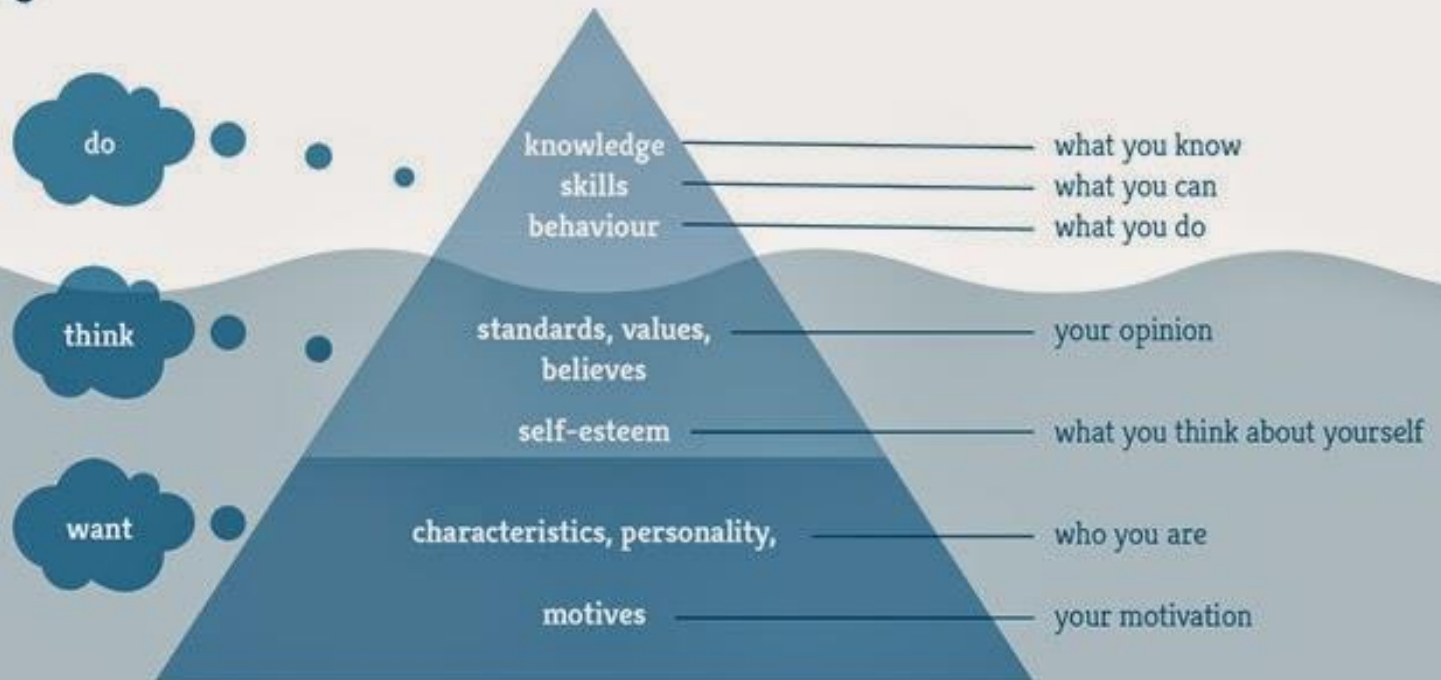 do
knowledge
what you know
skills
what you can
behaviour
what you do
think
standards, values,
your opinion
believes
self-esteem
what you think about yourself
want
characteristics, personality,
who you are
motives
your motivation